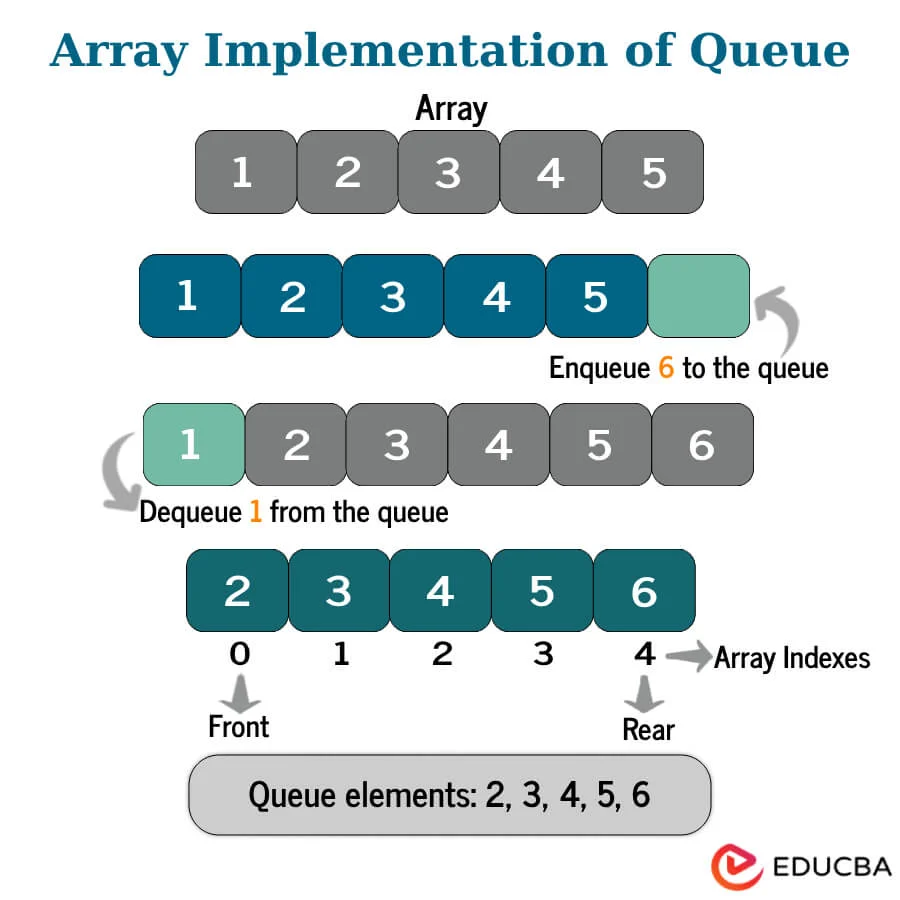 Array Implementation of Queue
Array
1 2 3 4 5
1 2 3 4 5
Enqueue 6 to the queue
1 2 3 4 5 6
Dequeue 1 from the queue
2 3 4 5 6
0 1 2 3 4 Array Indexes
Front Rear
Queue elements: 2, 3, 4, 5, 6
EDUCBA